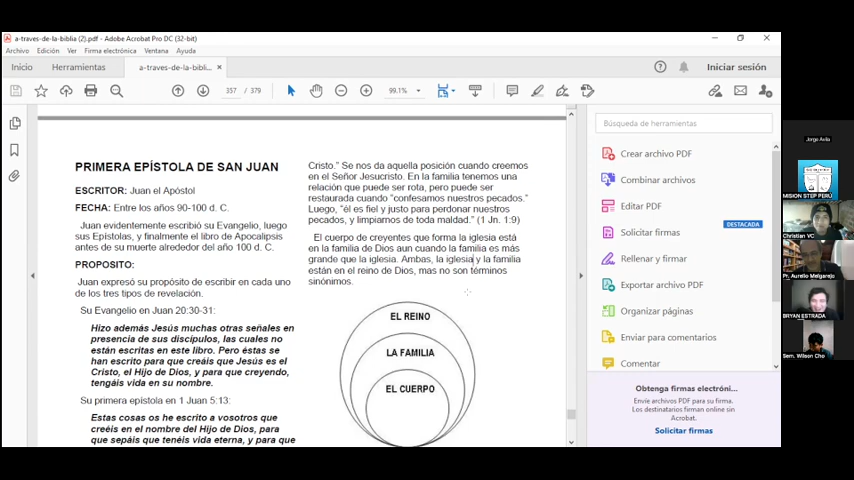 a-traves-de-la-biblia (2).pdf - Adobe Acrobat Pro DC (32-bit)
Archivo Edición Ver Firma electrónica Ventana Ayuda
Inicio Herramientas a-traves-de-la-bibli... × Iniciar sesión
357 / 379 99.1%
PRIMERA EPÍSTOLA DE SAN JUAN
ESCRITOR: Juan el Apóstol
FECHA: Entre los años 90-100 d. C.
Juan evidentemente escribió su Evangelio, luego
sus Epístolas, y finalmente el libro de Apocalipsis
antes de su muerte alrededor del año 100 d. C.
PROPOSITO:
Juan expresó su propósito de escribir en cada uno
de los tres tipos de revelación.
Su Evangelio en Juan 20:30-31:
Hizo además Jesús muchas otras señales en
presencia de sus discípulos, las cuales no
están escritas en este libro. Pero éstas se
han escrito para que creáis que Jesús es el
Cristo, el Hijo de Dios, y para que creyendo,
tengáis vida en su nombre.
Su primera epístola en 1 Juan 5:13:
Estas cosas os he escrito a vosotros que
creéis en el nombre del Hijo de Dios, para
que sepáis que tenéis vida eterna, y para que
Cristo.” Se nos da aquella posición cuando creemos
en el Señor Jesucristo. En la familia tenemos una
relación que puede ser rota, pero puede ser
restaurada cuando “confesamos nuestros pecados.”
Luego, “él es fiel y justo para perdonar nuestros
pecados, y limpiarnos de toda maldad.” (1 Jn. 1:9)
El cuerpo de creyentes que forma la iglesia está
en la familia de Dios aun cuando la familia es más
grande que la iglesia. Ambas, la iglesia y la familia
están en el reino de Dios, mas no son términos
sinónimos.
EL REINO
LA FAMILIA
EL CUERPO
Búsqueda de herramientas
Crear archivo PDF
Combinar archivos
Editar PDF
DESTACADA
Solicitar firmas
Rellenar y firmar
Exportar archivo PDF
Organizar páginas
Enviar para comentarios
Comentar
Obtenga firmas electróni...
Envíe archivos PDF para su firma.
Los destinatarios firman online sin
Acrobat.
Solicitar firmas
Jorge Avila
MISION STEP PERÚ
Christian VC
Pr. Aurelio Melgarejo
BRYAN ESTRADA
Sem. Wilson Cho